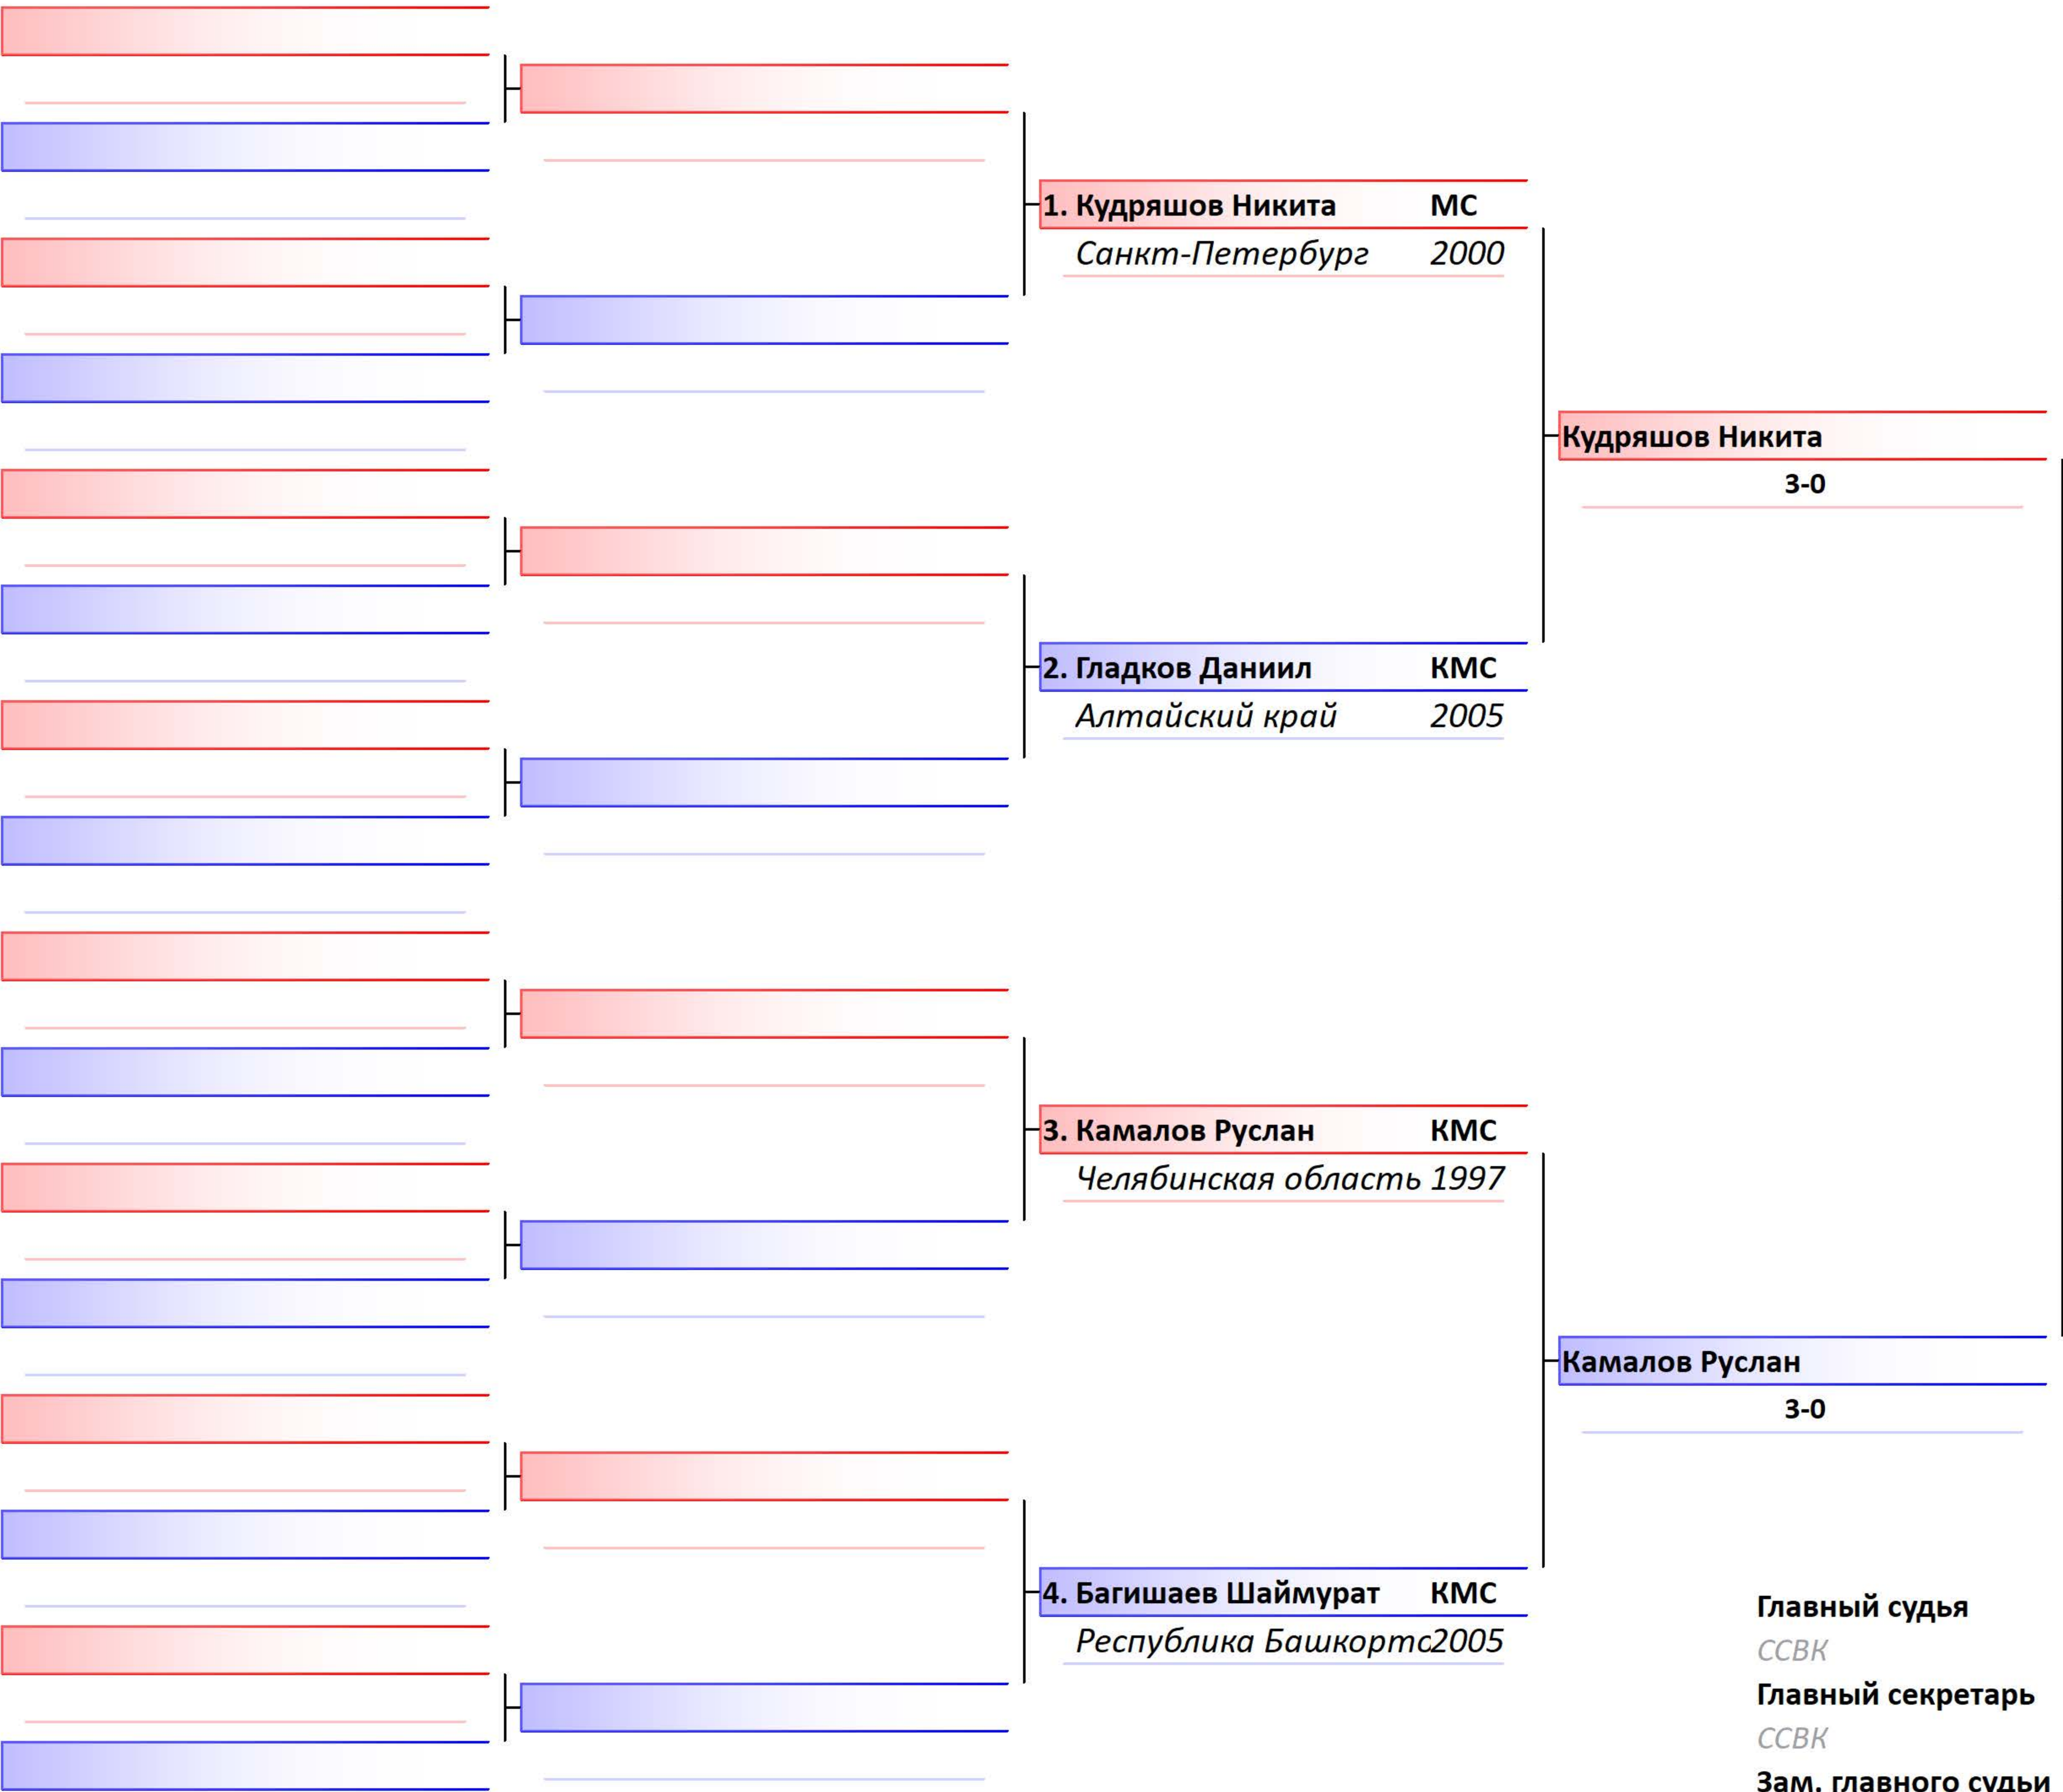 1. Кудряшов Никита МС
Санкт-Петербург 2000
Кудряшов Никита
3-0
2. Гладков Даниил КМС
Алтайский край 2005
3. Камалов Руслан КМС
Челябинская область 1997
Камалов Руслан
3-0
4. Багишаев Шаймурат КМС
Республика Башкорто 2005
Главный судья
ССВК
Главный секретарь
ССВК
Зам. главного судьи